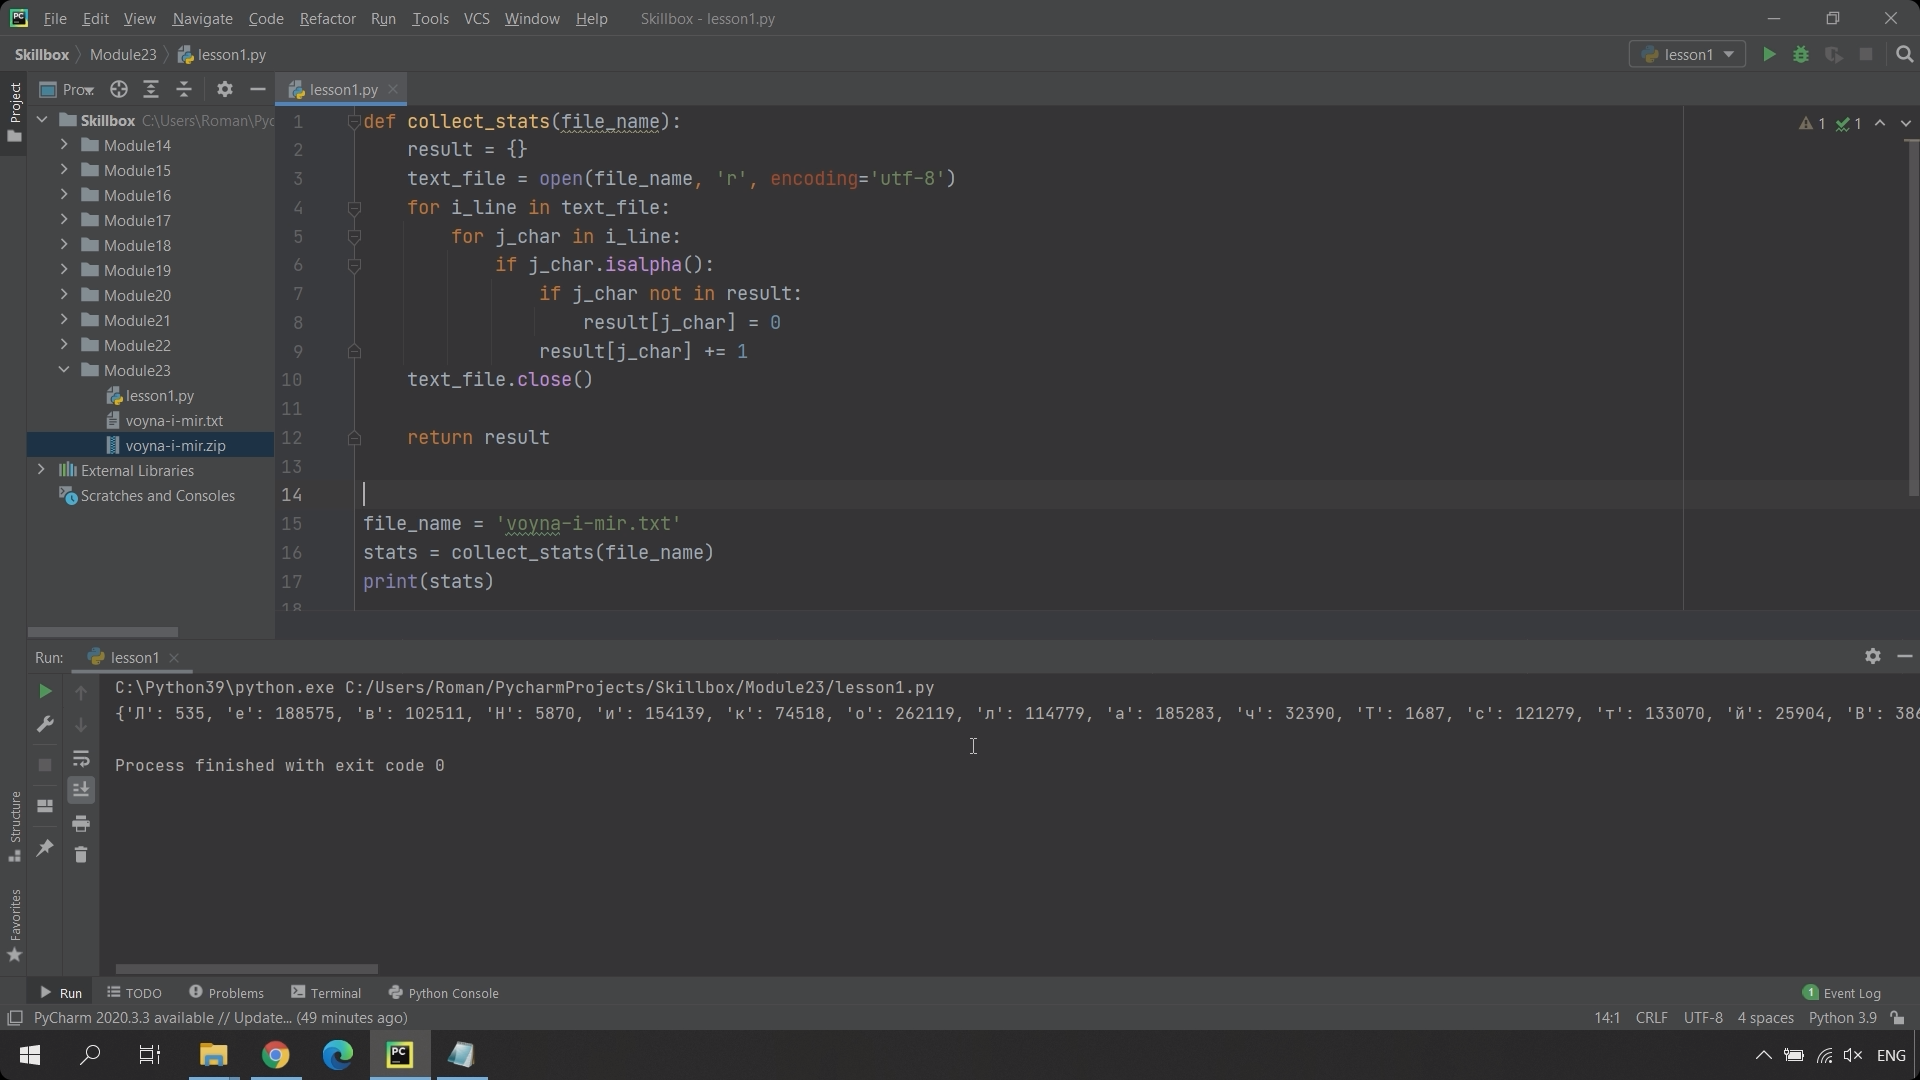 File Edit View Navigate Code Refactor Run Tools VCS Window Help Skillbox - lesson1.py
Skillbox Module23 lesson1.py lesson1
Project Pro.. lesson1.py
Skillbox C:\Users\Roman\Pyc
Module14
Module15
Module16
Module17
Module18
Module19
Module20
Module21
Module22
Module23
lesson1.py
voyna-i-mir.txt
voyna-i-mir.zip
External Libraries
Scratches and Consoles
1 def collect_stats(file_name):
2 result = {}
3 text_file = open(file_name, 'r', encoding='utf-8')
4 for i_line in text_file:
5 for j_char in i_line:
6 if j_char.isalpha():
7 if j_char not in result:
8 result[j_char] = 0
9 result[j_char] += 1
10 text_file.close()
11
12 return result
13
14
15 file_name = 'voyna-i-mir.txt'
16 stats = collect_stats(file_name)
17 print(stats)
18
1 1
Run: lesson1
C:\Python39\python.exe C:/Users/Roman/PycharmProjects/Skillbox/Module23/lesson1.py
{'Л': 535, 'е': 188575, 'в': 102511, 'Н': 5870, 'и': 154139, 'к': 74518, 'о': 262119, 'л': 114779, 'а': 185283, 'ч': 32390, 'Т': 1687, 'с': 121279, 'т': 133070, 'й': 25904, 'В': 386
Process finished with exit code 0
Structure
Favorites
Run TODO Problems Terminal Python Console 1 Event Log
PyCharm 2020.3.3 available // Update... (49 minutes ago) 14:1 CRLF UTF-8 4 spaces Python 3.9
ENG